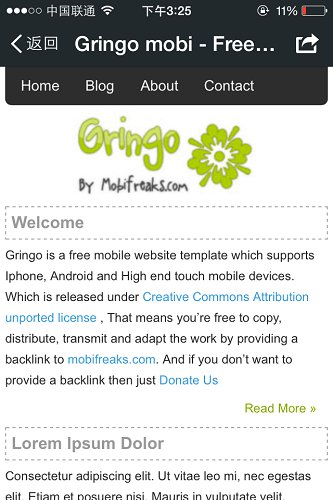 中国联通 下午3:25 11%
返回 Gringo mobi - Free…
Home Blog About Contact
Gringo
By Mobifreaks.com
Welcome
Gringo is a free mobile website template which supports
Iphone, Android and High end touch mobile devices.
Which is released under Creative Commons Attribution
unported license , That means you're free to copy,
distribute, transmit and adapt the work by providing a
backlink to mobifreaks.com. And if you don't want to
provide a backlink then just Donate Us
Read More »
Lorem Ipsum Dolor
Consectetur adipiscing elit. Ut vitae leo mi, nec egestas
elit. Etiam et posuere nisi. Mauris in vulputate velit.